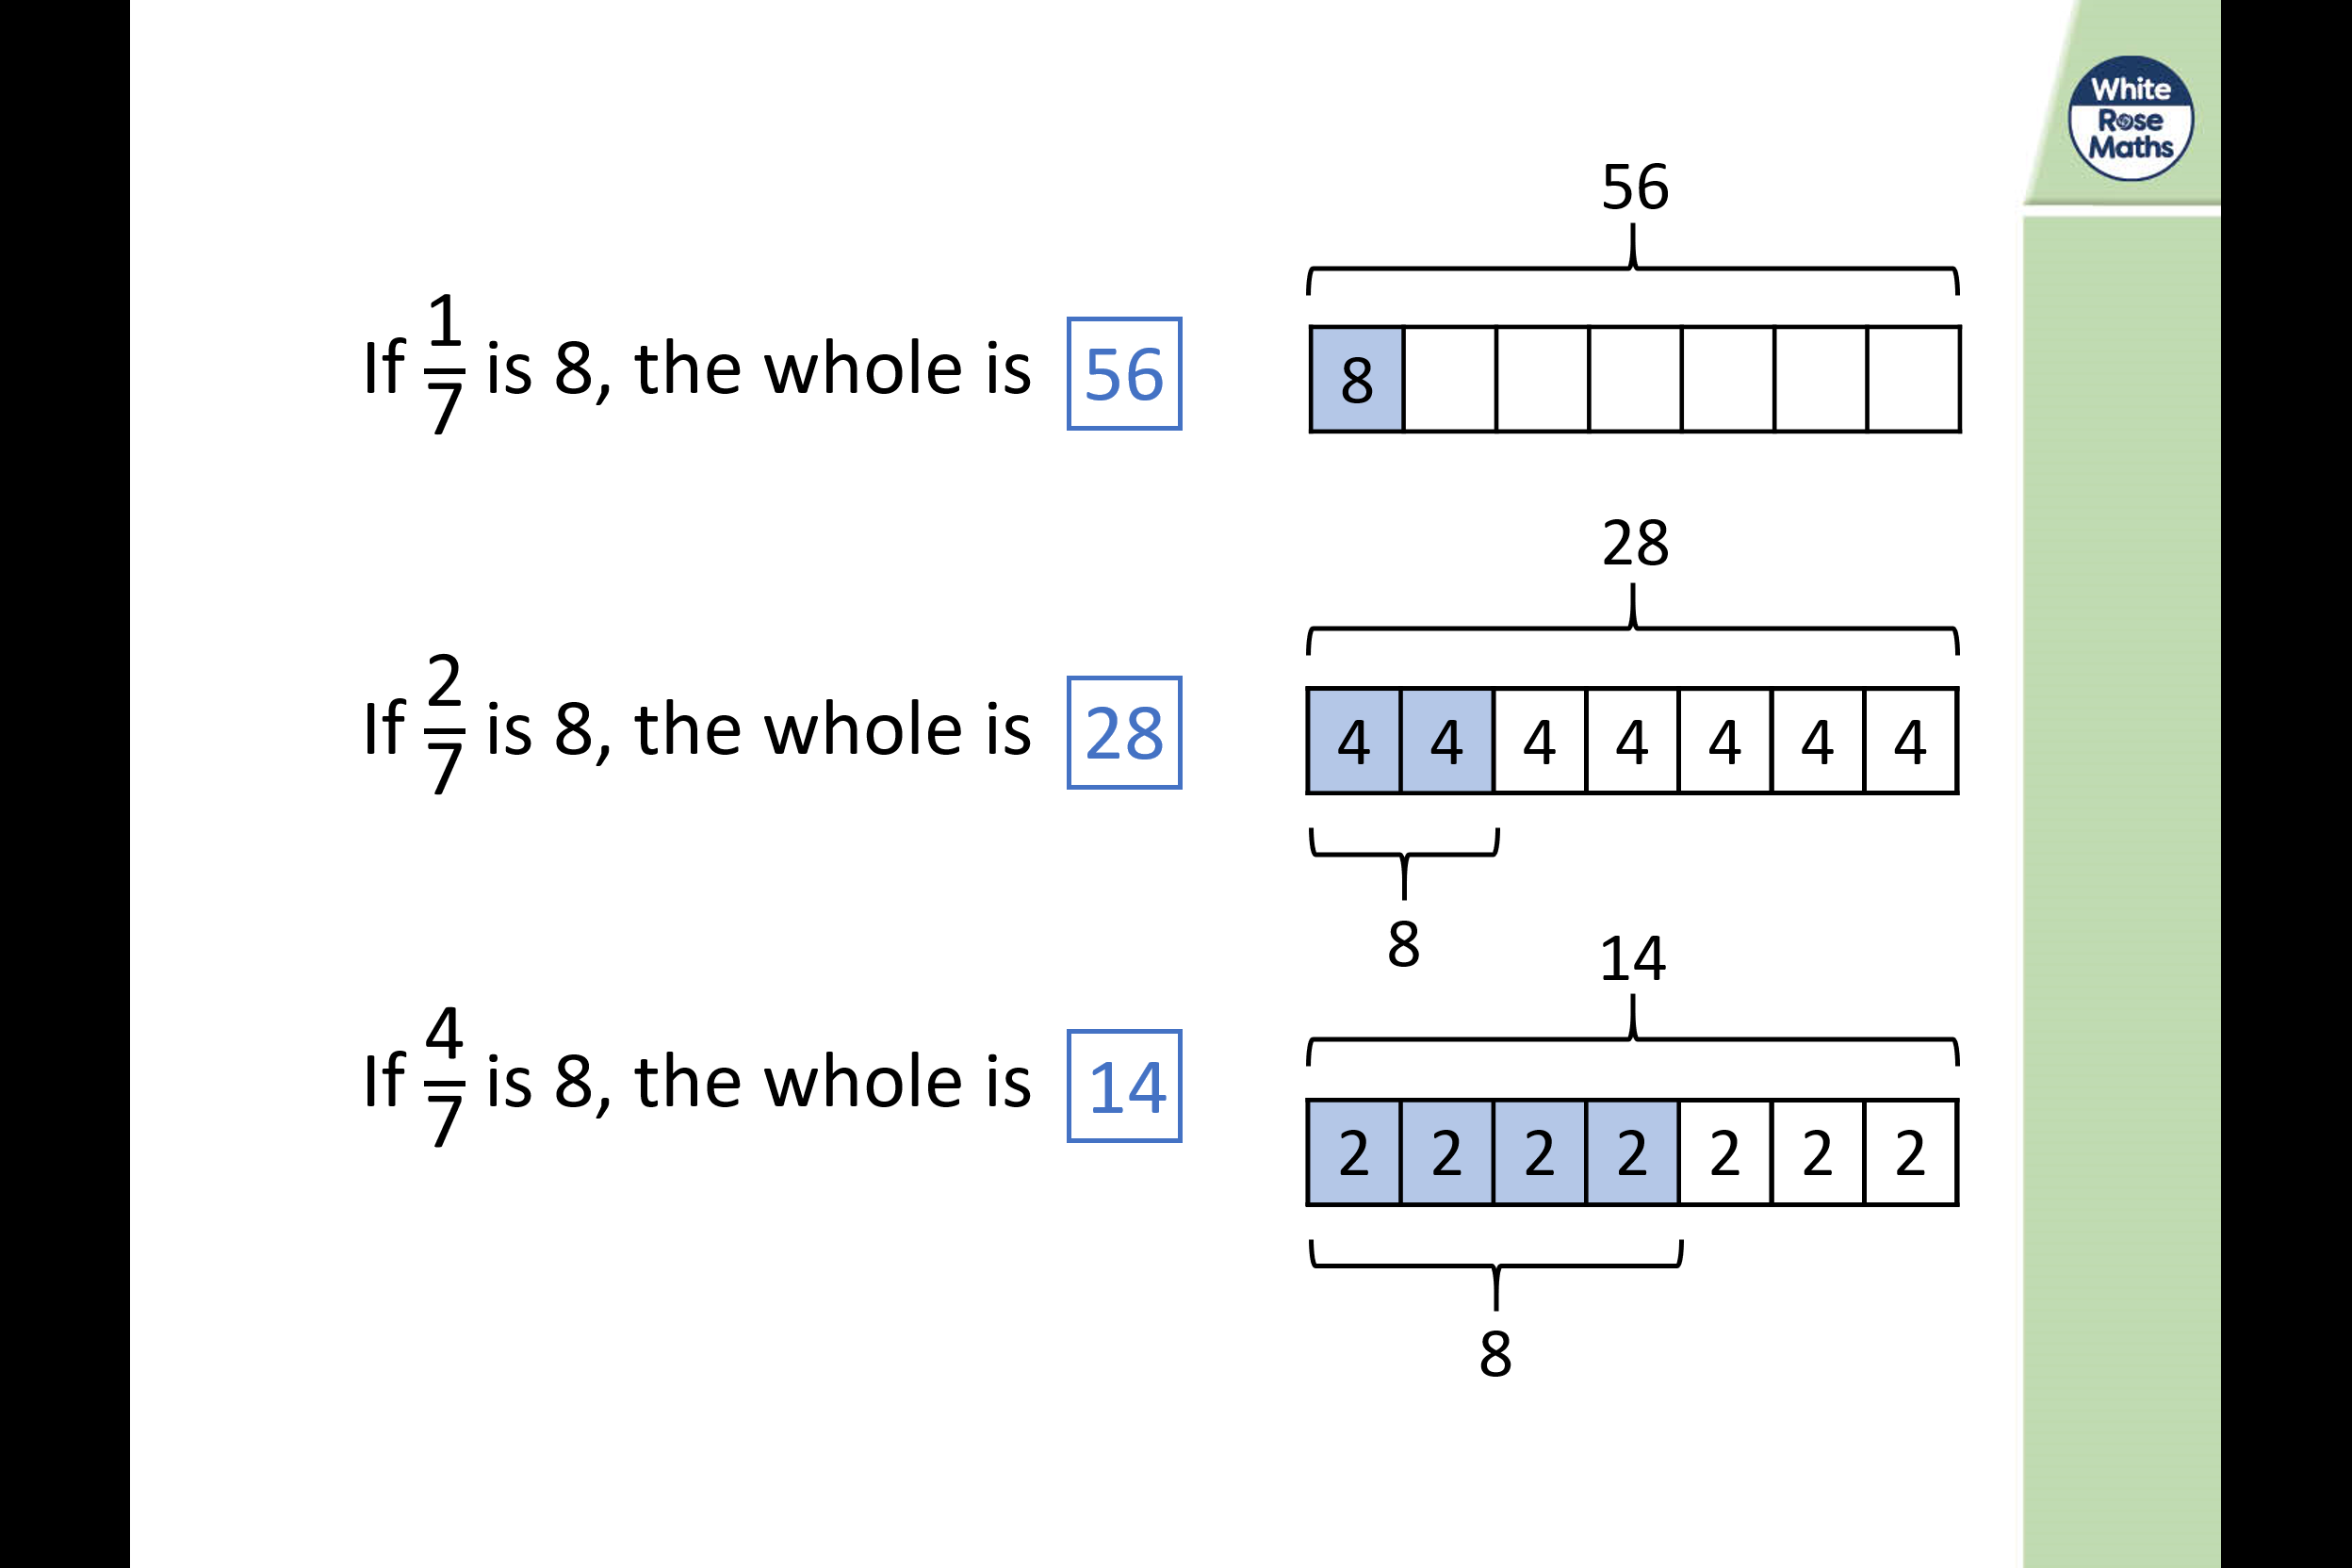 White
Rose
Maths
56
If 1/7 is 8, the whole is 56
8
28
If 2/7 is 8, the whole is 28
4 4 4 4 4 4 4
8
14
If 4/7 is 8, the whole is 14
2 2 2 2 2 2 2
8